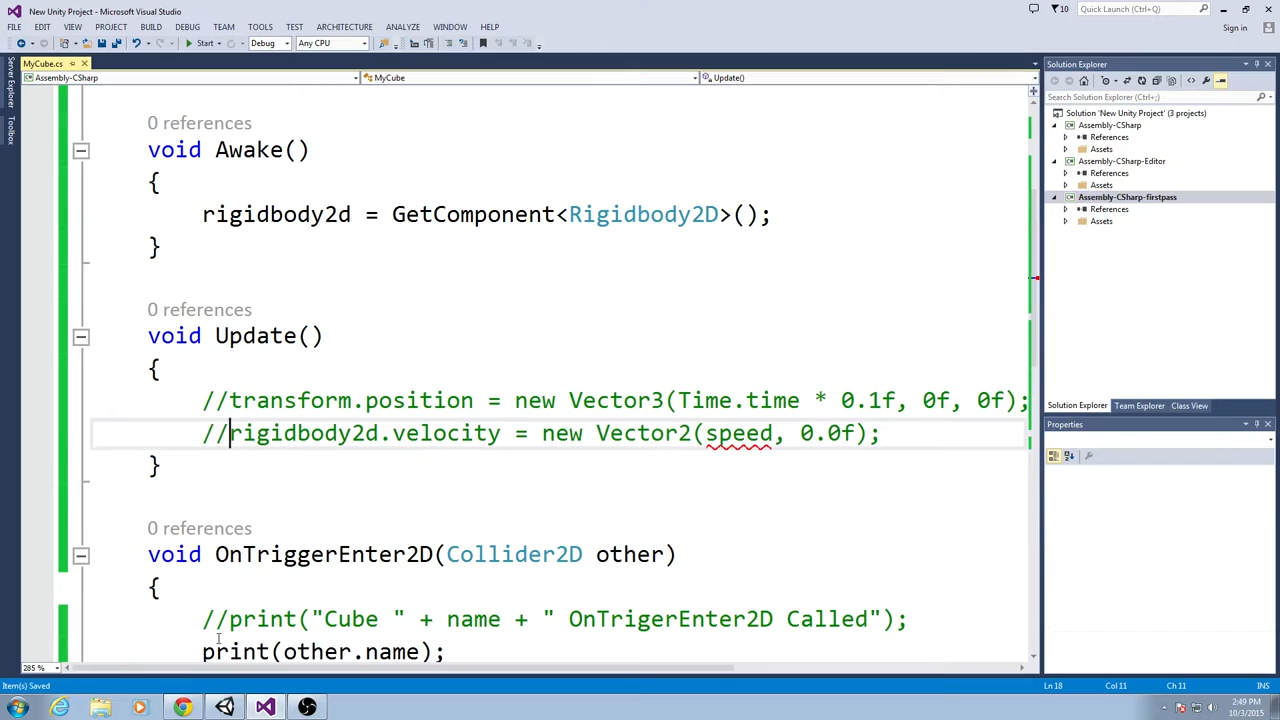 New Unity Project - Microsoft Visual Studio
10
Quick Launch (Ctrl+Q)
FILE EDIT VIEW PROJECT BUILD DEBUG TEAM TOOLS TEST ARCHITECTURE ANALYZE WINDOW HELP
Sign in
Start Debug Any CPU
Server Explorer
Toolbox
MyCube.cs
Assembly-CSharp MyCube Update()
0 references
void Awake()
{
rigidbody2d = GetComponent<Rigidbody2D>();
}
0 references
void Update()
{
//transform.position = new Vector3(Time.time * 0.1f, 0f, 0f);
//rigidbody2d.velocity = new Vector2(speed, 0.0f);
}
0 references
void OnTriggerEnter2D(Collider2D other)
{
//print("Cube " + name + " OnTrigerEnter2D Called");
print(other.name);
285 %
Solution Explorer
Search Solution Explorer (Ctrl+;)
Solution 'New Unity Project' (3 projects)
Assembly-CSharp
References
Assets
Assembly-CSharp-Editor
References
Assets
Assembly-CSharp-firstpass
References
Assets
Solution Explorer Team Explorer Class View
Properties
Item(s) Saved
Ln 18 Col 11 Ch 11 INS
2:49 PM
10/3/2015